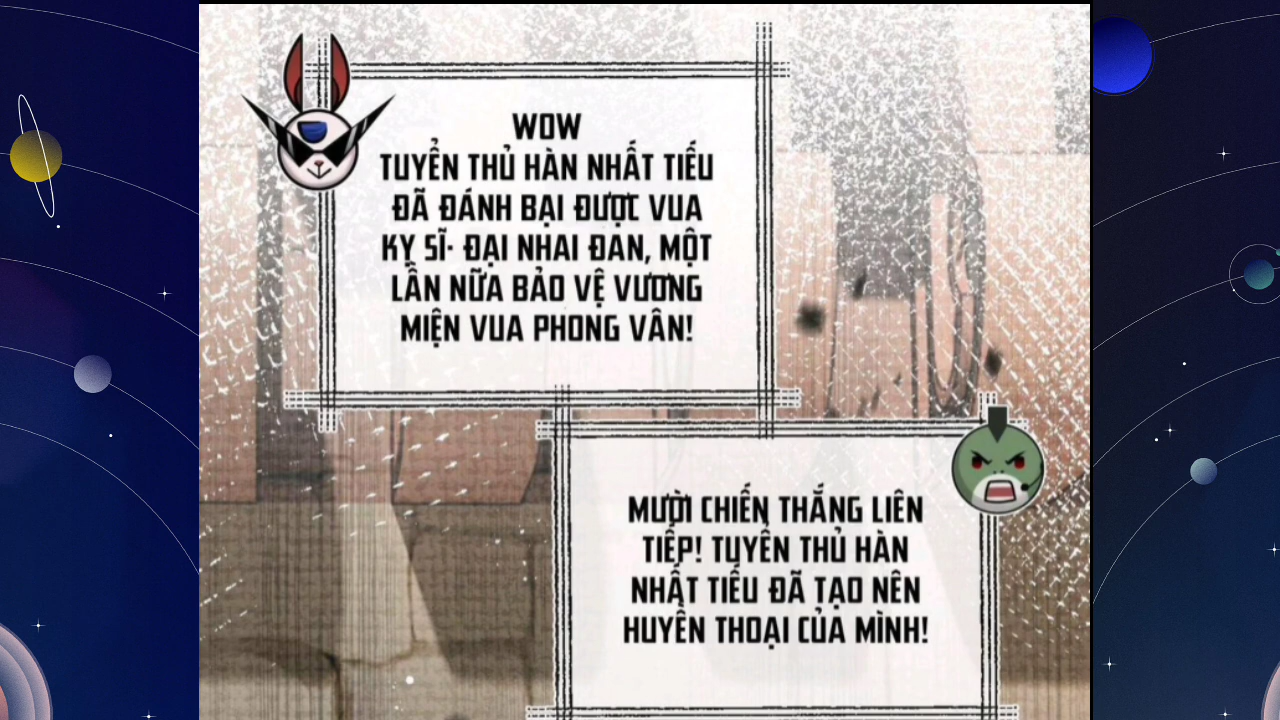 WOW
TUYỂN THỦ HÀN NHẤT TIẾU
ĐÃ ĐÁNH BẠI ĐƯỢC VUA
KỴ SĨ· ĐẠI NHAI ĐAN, MỘT
LẦN NỮA BẢO VỆ VƯƠNG
MIỆN VUA PHONG VÂN!
MƯỜI CHIẾN THẮNG LIÊN
TIẾP! TUYỂN THỦ HÀN
NHẤT TIẾU ĐÃ TẠO NÊN
HUYỀN THOẠI CỦA MÌNH!